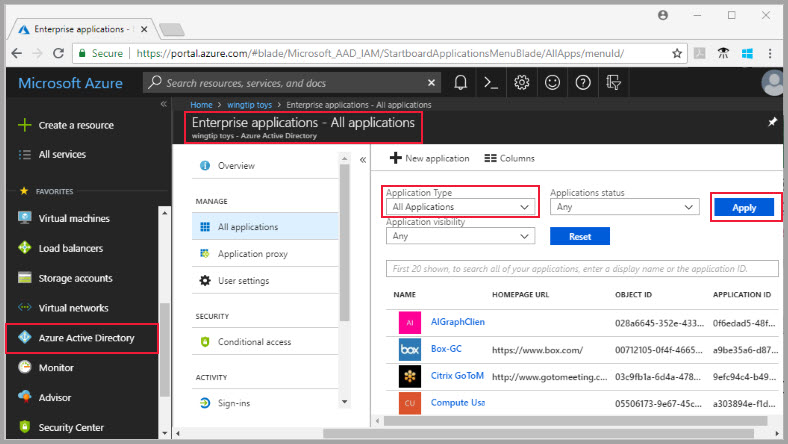 Enterprise applications - S
Secure https://portal.azure.com/#blade/Microsoft_AAD_IAM/StartboardApplicationsMenuBlade/AllApps/menuId/
Microsoft Azure
Search resources, services, and docs
Home > wingtip toys > Enterprise applications - All applications
Enterprise applications - All applications
wingtip toys - Azure Active Directory
Create a resource
All services
FAVORITES
Virtual machines
Load balancers
Storage accounts
Virtual networks
Azure Active Directory
Monitor
Advisor
Security Center
Overview
MANAGE
All applications
Application proxy
User settings
SECURITY
Conditional access
ACTIVITY
Sign-ins
New application Columns
Application Type Applications status
All Applications Any Apply
Application visibility
Any Reset
First 20 shown, to search all of your applications, enter a display name or the application ID.
NAME HOMEPAGE URL OBJECT ID APPLICATION ID
AI AIGraphClien 028a6645-352e-433... 0f6edad5-48f...
box Box-GC https://www.box.com/ 00712105-0f4f-4665... a9be35a6-d87...
Citrix GoToM http://www.gotomeeting.c... 03c9fb1a-6d4a-478... 9efc94c4-b49...
CU Compute Usa 05506173-9e67-45c... a303894e-f1d...